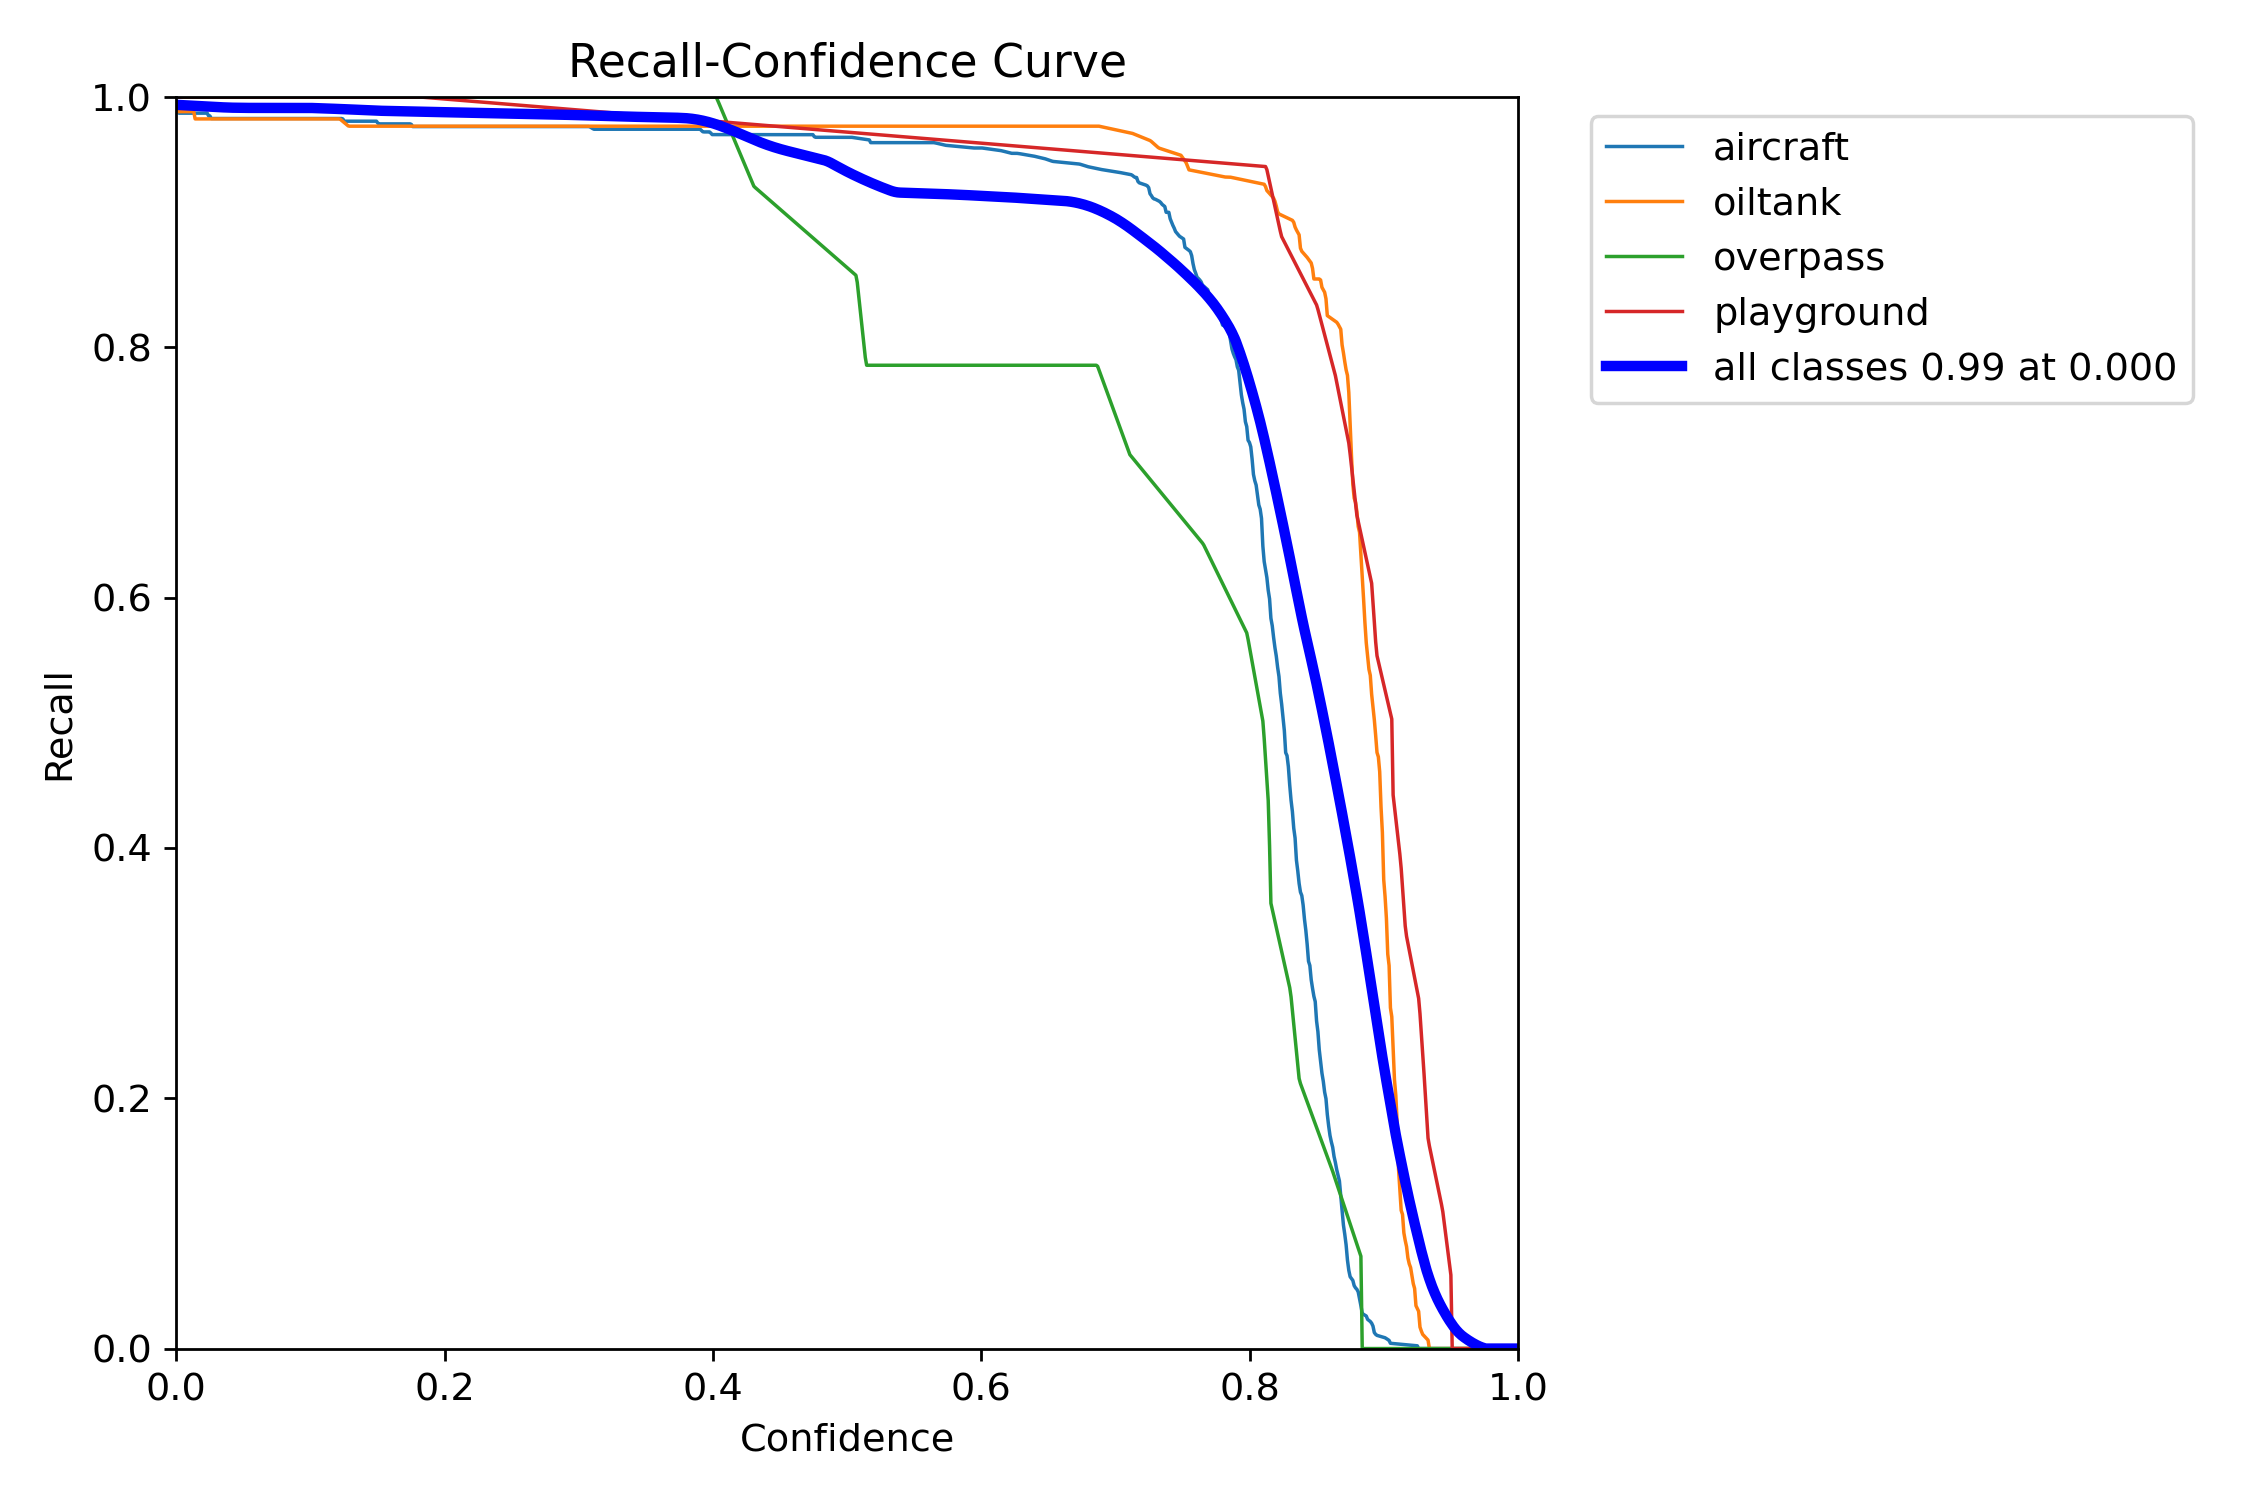 Recall-Confidence Curve
1.0
0.8
0.6
0.4
0.2
0.0
Recall
0.0 0.2 0.4 0.6 0.8 1.0
Confidence
aircraft
oiltank
overpass
playground
all classes 0.99 at 0.000